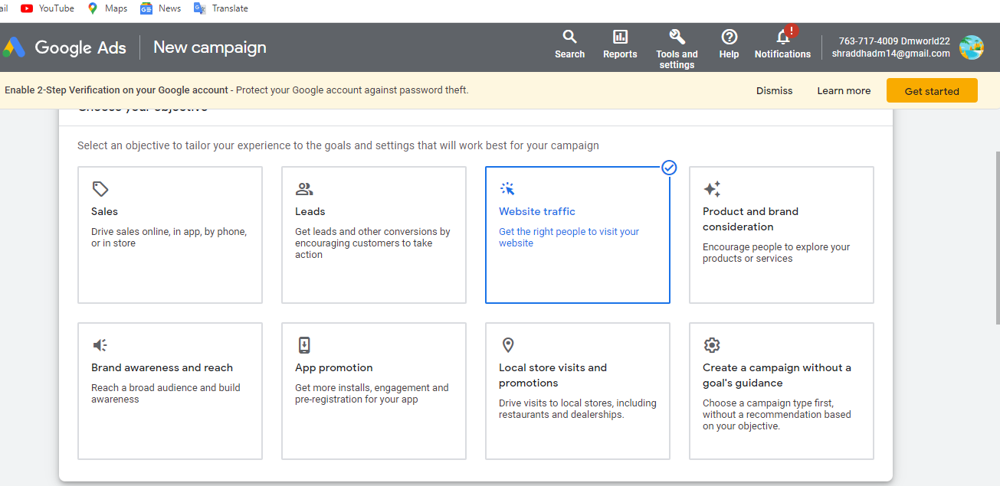 ail YouTube Maps News Translate
Google Ads New campaign
Search Reports Tools and settings Help Notifications
763-717-4009 Dmworld22
shraddhadm14@gmail.com
Enable 2-Step Verification on your Google account - Protect your Google account against password theft.
Dismiss Learn more Get started
Choose your objective
Select an objective to tailor your experience to the goals and settings that will work best for your campaign
Sales
Drive sales online, in app, by phone,
or in store
Leads
Get leads and other conversions by
encouraging customers to take
action
Website traffic
Get the right people to visit your
website
Product and brand
consideration
Encourage people to explore your
products or services
Brand awareness and reach
Reach a broad audience and build
awareness
App promotion
Get more installs, engagement and
pre-registration for your app
Local store visits and
promotions
Drive visits to local stores, including
restaurants and dealerships.
Create a campaign without a
goal's guidance
Choose a campaign type first,
without a recommendation based
on your objective.